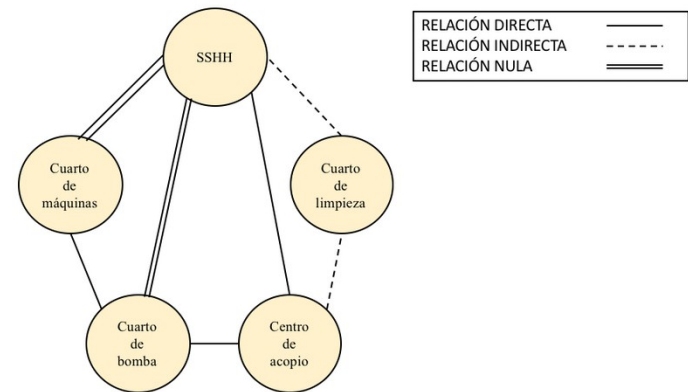 SSHH
RELACIÓN DIRECTA
RELACIÓN INDIRECTA
RELACIÓN NULA
Cuarto
de
máquinas
Cuarto
de
limpieza
Cuarto
de
bomba
Centro
de
acopio